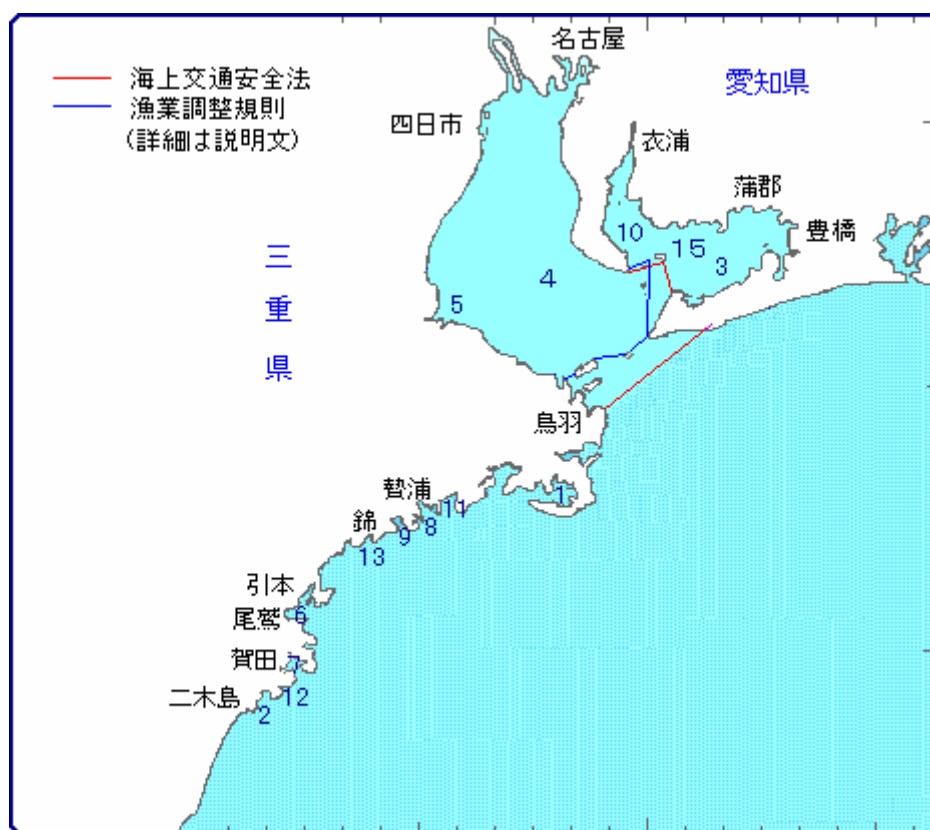 名古屋
海上交通安全法
愛知県
漁業調整規則
四日市
(詳細は説明文)
衣浦
蒲郡
豊橋
10
15
3
三重県
4
5
鳥羽
贄浦
1
11
錦
8
9
13
引本
6
尾鷲
賀田
7
二木島
12
2